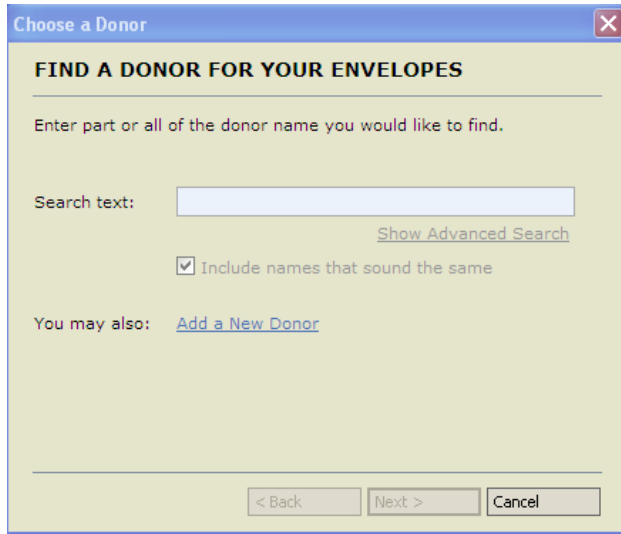 Choose a Donor
FIND A DONOR FOR YOUR ENVELOPES
Enter part or all of the donor name you would like to find.
Search text:
Show Advanced Search
Include names that sound the same
You may also: Add a New Donor
< Back Next > Cancel